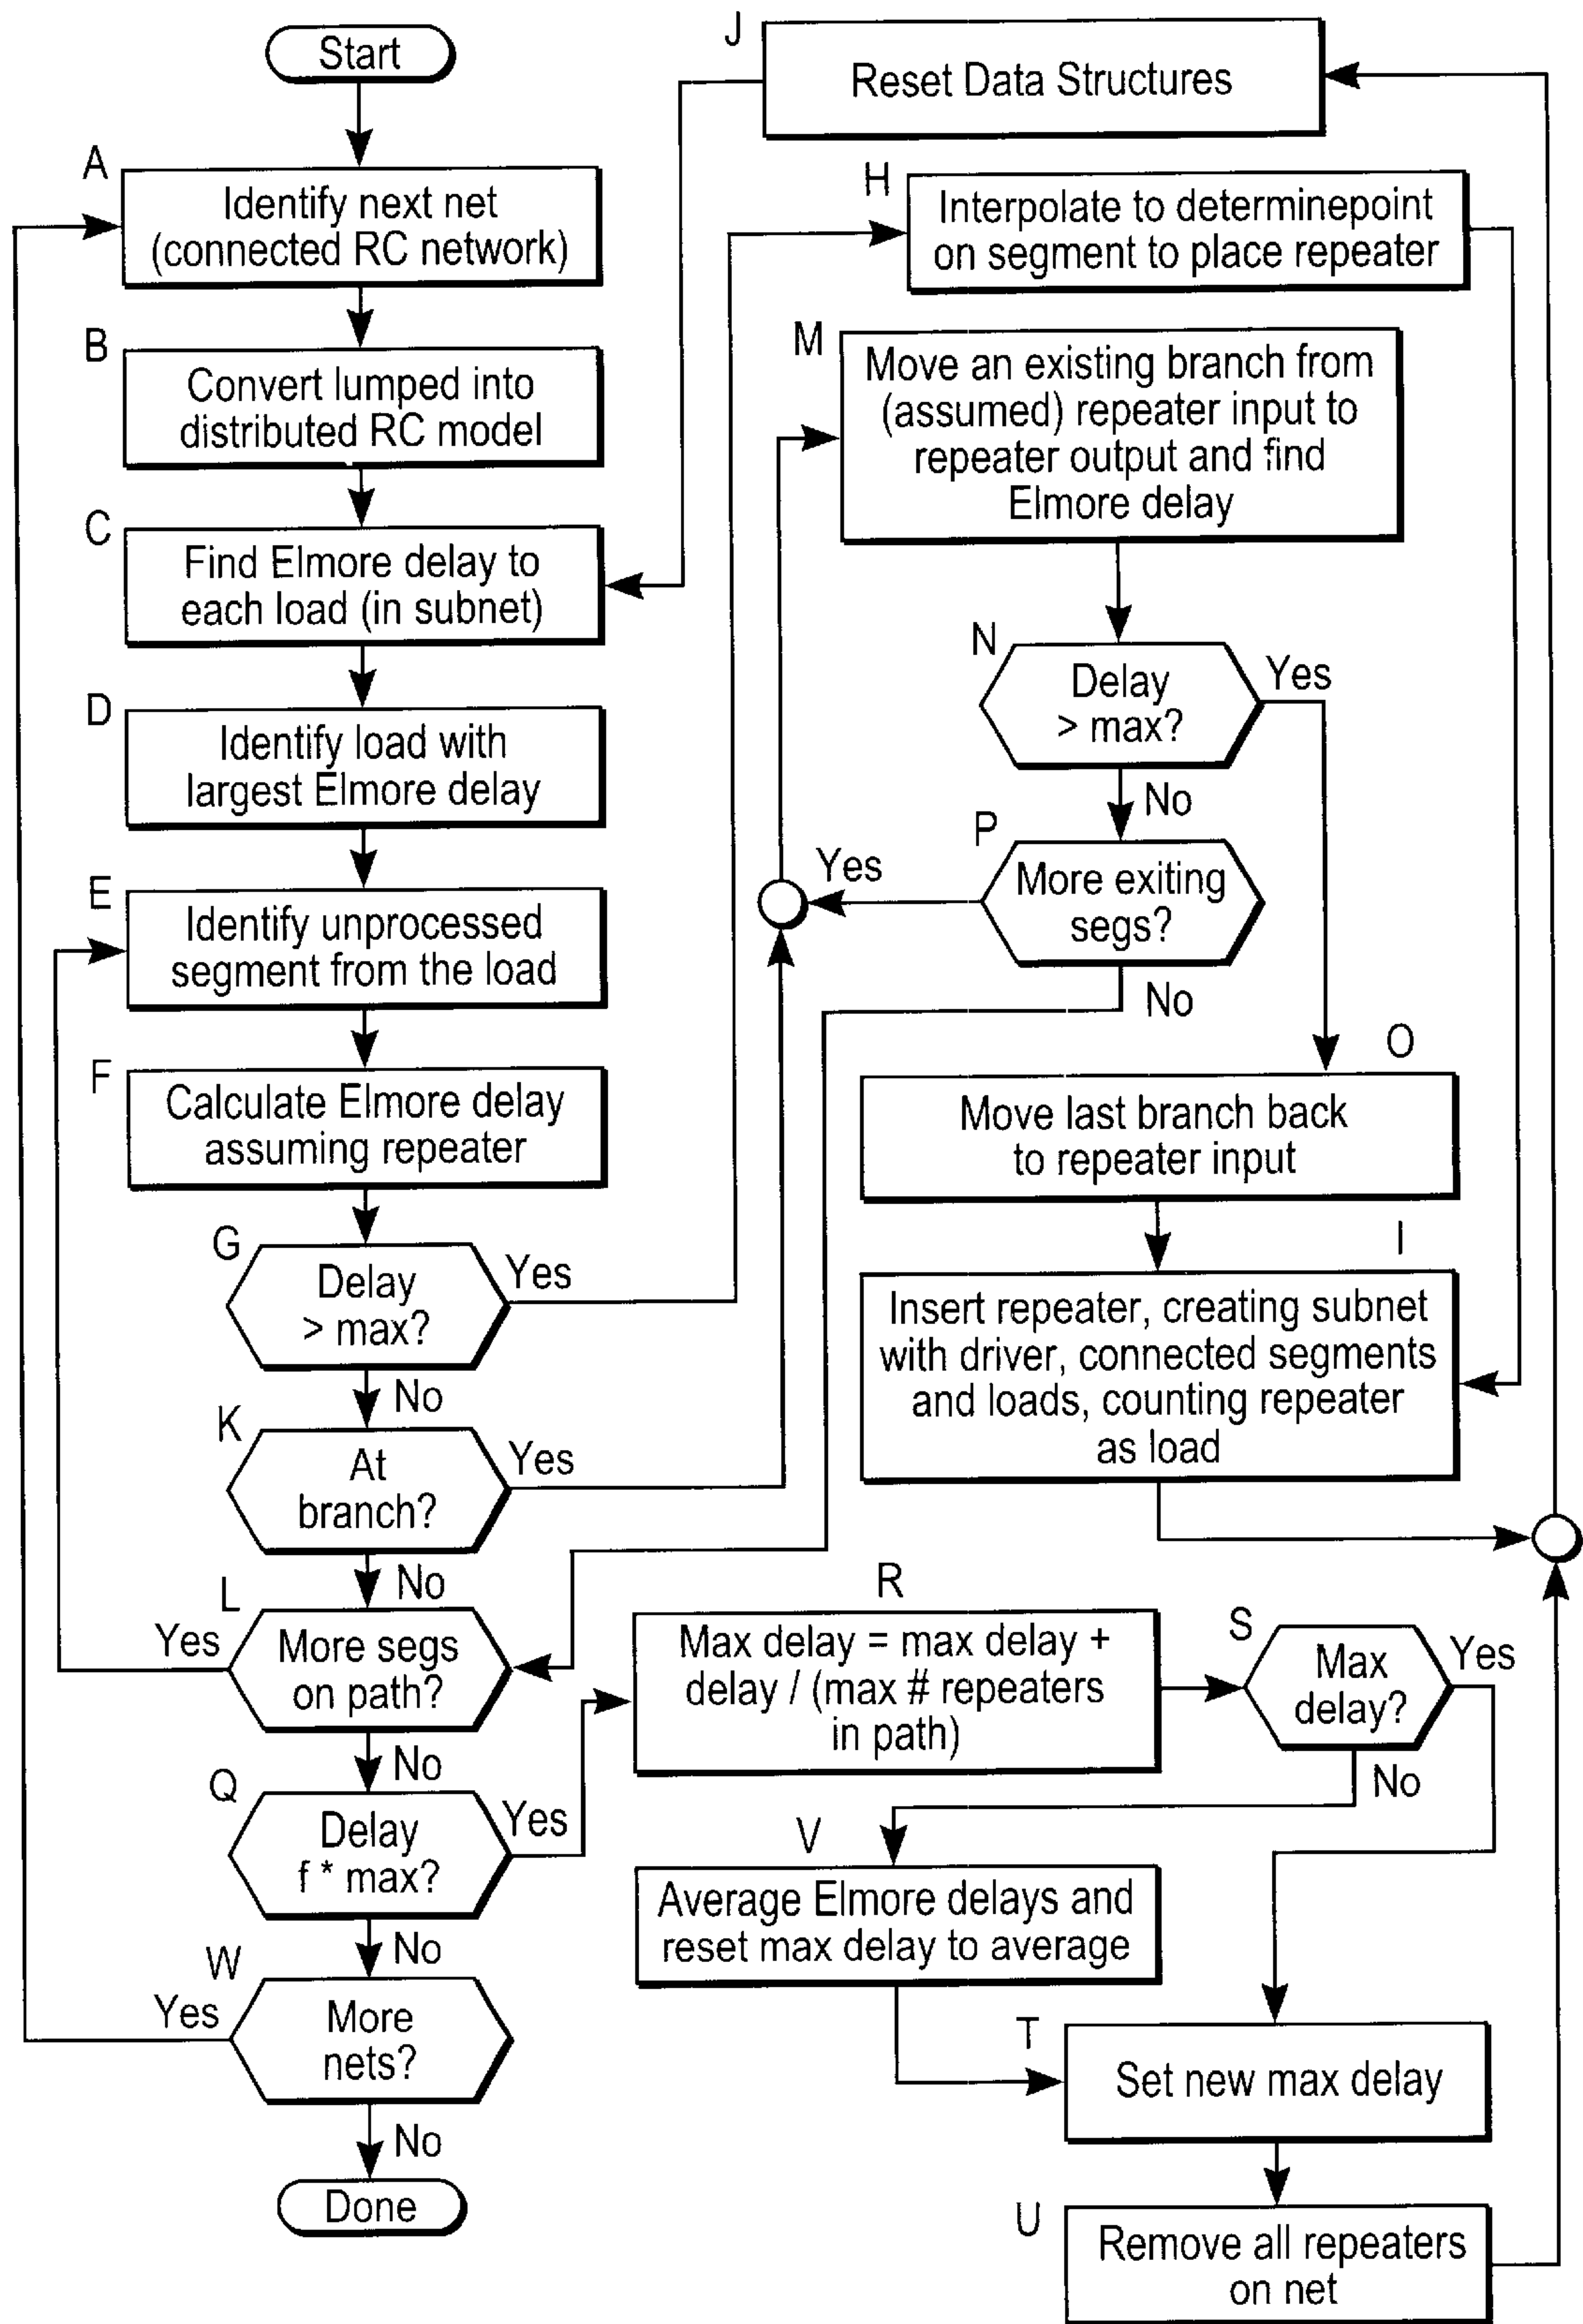 Start
A
Identify next net
(connected RC network)
B
Convert lumped into
distributed RC model
C
Find Elmore delay to
each load (in subnet)
D
Identify load with
largest Elmore delay
E
Identify unprocessed
segment from the load
F
Calculate Elmore delay
assuming repeater
G
Delay
> max?
Yes
No
K
At
branch?
Yes
No
L
More segs
on path?
Yes
No
Q
Delay
f * max?
Yes
No
W
More
nets?
Yes
No
Done
J
Reset Data Structures
H
Interpolate to determinepoint
on segment to place repeater
M
Move an existing branch from
(assumed) repeater input to
repeater output and find
Elmore delay
N
Delay
> max?
Yes
No
P
More exiting
segs?
Yes
No
O
Move last branch back
to repeater input
I
Insert repeater, creating subnet
with driver, connected segments
and loads, counting repeater
as load
R
Max delay = max delay +
delay / (max # repeaters
in path)
S
Max
delay?
Yes
No
V
Average Elmore delays and
reset max delay to average
T
Set new max delay
U
Remove all repeaters
on net